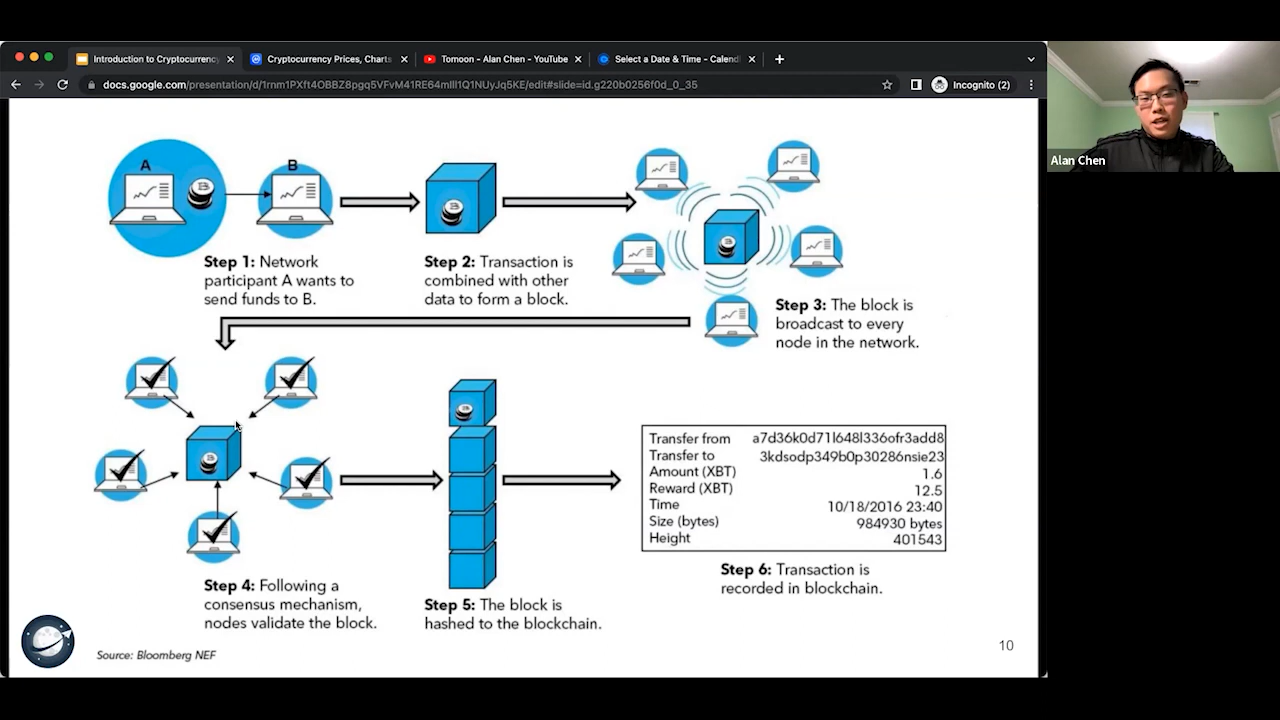 Introduction to Cryptocurrency
Cryptocurrency Prices, Charts
Tomoon - Alan Chen - YouTube
Select a Date & Time - Calendl
docs.google.com/presentation/d/1rnm1PXft4OBBZ8pgq5VFvM41RE64mIll1Q1NUyJq5KE/edit#slide=id.g220b0256f0d_0_35
Incognito (2)
Alan Chen
A
B
Step 1: Network
participant A wants to
send funds to B.
Step 2: Transaction is
combined with other
data to form a block.
Step 3: The block is
broadcast to every
node in the network.
Step 4: Following a
consensus mechanism,
nodes validate the block.
Step 5: The block is
hashed to the blockchain.
Transfer from a7d36k0d71l648l336ofr3add8
Transfer to 3kdsodp349b0p30286nsie23
Amount (XBT) 1.6
Reward (XBT) 12.5
Time 10/18/2016 23:40
Size (bytes) 984930 bytes
Height 401543
Step 6: Transaction is
recorded in blockchain.
Source: Bloomberg NEF
10